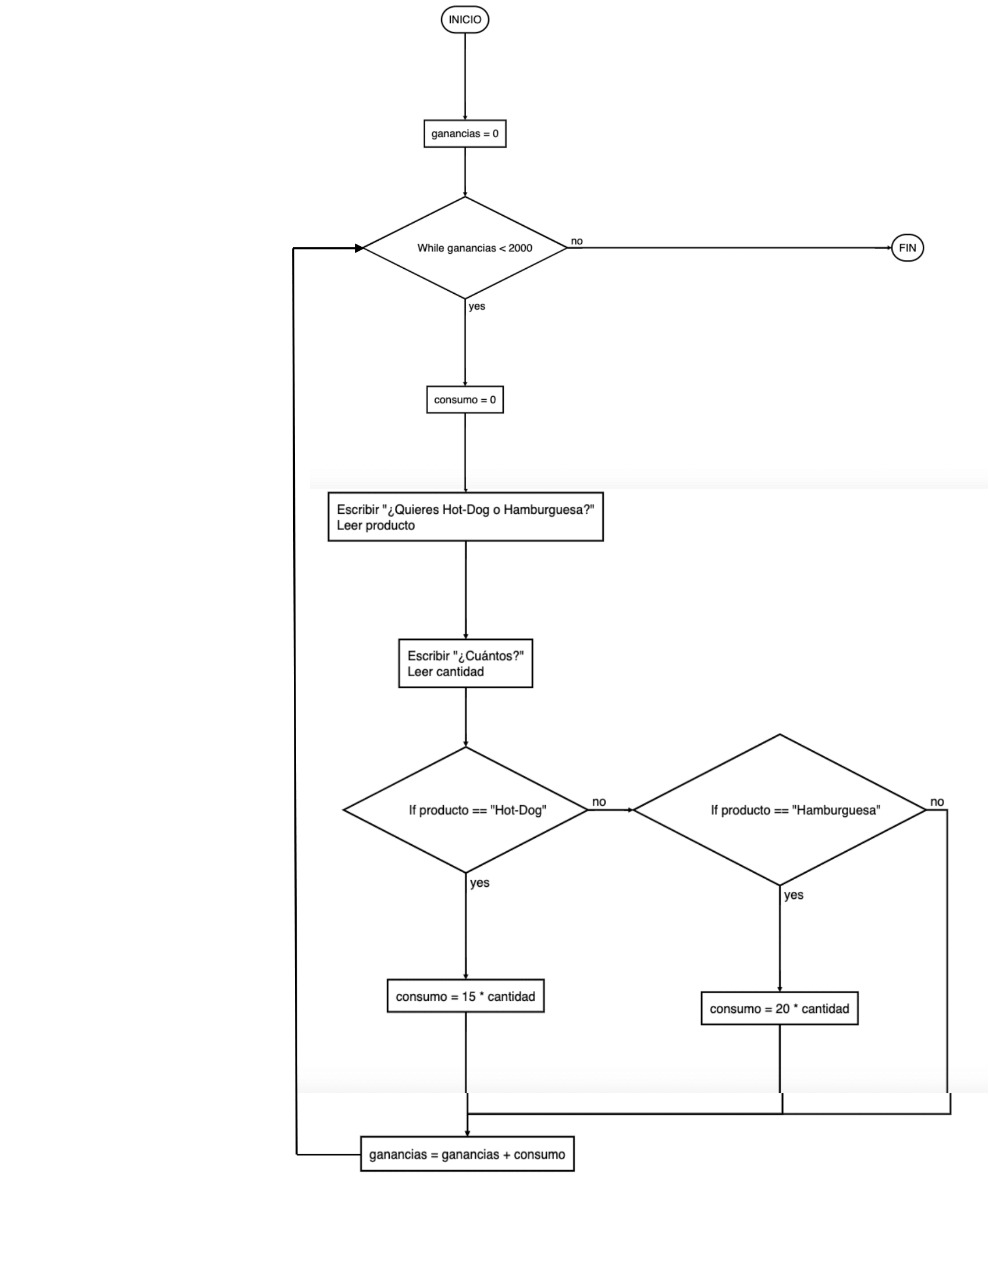 INICIO
ganancias = 0
While ganancias < 2000
no
FIN
yes
consumo = 0
Escribir "¿Quieres Hot-Dog o Hamburguesa?"
Leer producto
Escribir "¿Cuántos?"
Leer cantidad
If producto == "Hot-Dog"
no
If producto == "Hamburguesa"
no
yes
yes
consumo = 15 * cantidad
consumo = 20 * cantidad
ganancias = ganancias + consumo